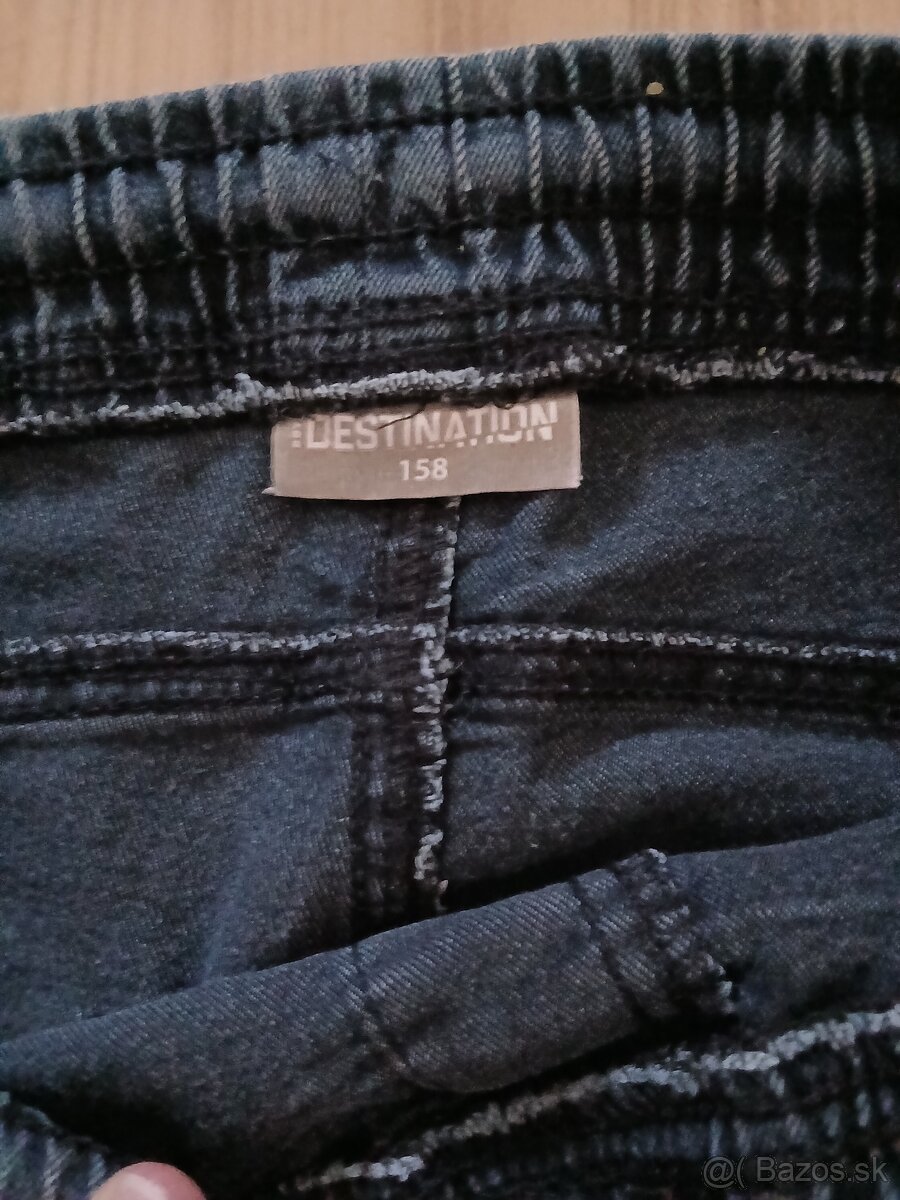 DESTINATION
158
@( Bazos.sk